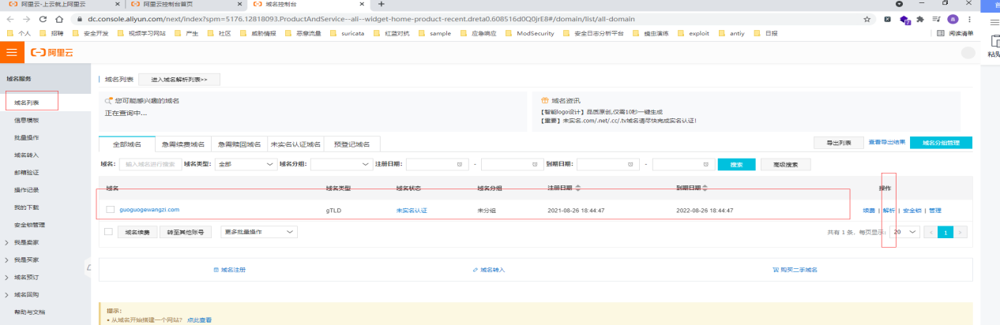 阿里云-上云就上阿里云 阿里云控制台首页 域名控制台
dc.console.aliyun.com/next/index?spm=5176.12818093.ProductAndService--ali--widget-home-product-recent.dreta0.608516d0Q0jrE8#/domain/list/all-domain
个人 招聘 安全开发 视频学习网站 产生 社区 威胁情报 恶意流量 suricata 红蓝对抗 sample 应急响应 ModSecurity 安全日志分析平台 蠕虫演练 exploit antiy 日报 阅读清单
阿里云
域名服务
域名列表
信息模板
批量操作
域名转入
邮箱验证
操作记录
我的下载
安全锁管理
我是卖家
我是买家
域名预订
域名回购
帮助与文档
域名列表 进入域名解析列表>>
您可能感兴趣的域名
正在查询中...
域名资讯
【智能logo设计】品质原创,仅需10秒一键生成
【重要】未实名.com/.net/.cc/.tv域名请尽快完成实名认证!
全部域名 急需续费域名 急需赎回域名 未实名认证域名 预登记域名 导出列表 查看导出结果 域名分组管理
域名: 输入域名进行搜索 域名类型: 全部 域名分组: 注册日期: - 到期日期: - 搜索 高级搜索
域名 域名类型 域名状态 域名分组 注册日期 到期日期 操作
guoguogewangzi.com gTLD 未实名认证 未分组 2021-08-26 18:44:47 2022-08-26 18:44:47 续费 | 解析 | 安全锁 | 管理
域名续费 转至其他账号 更多批量操作 共有 1 条, 每页显示: 20 1
域名注册 域名转入 购买二手域名
提示:
• 从域名开始搭建一个网站? 点此查看